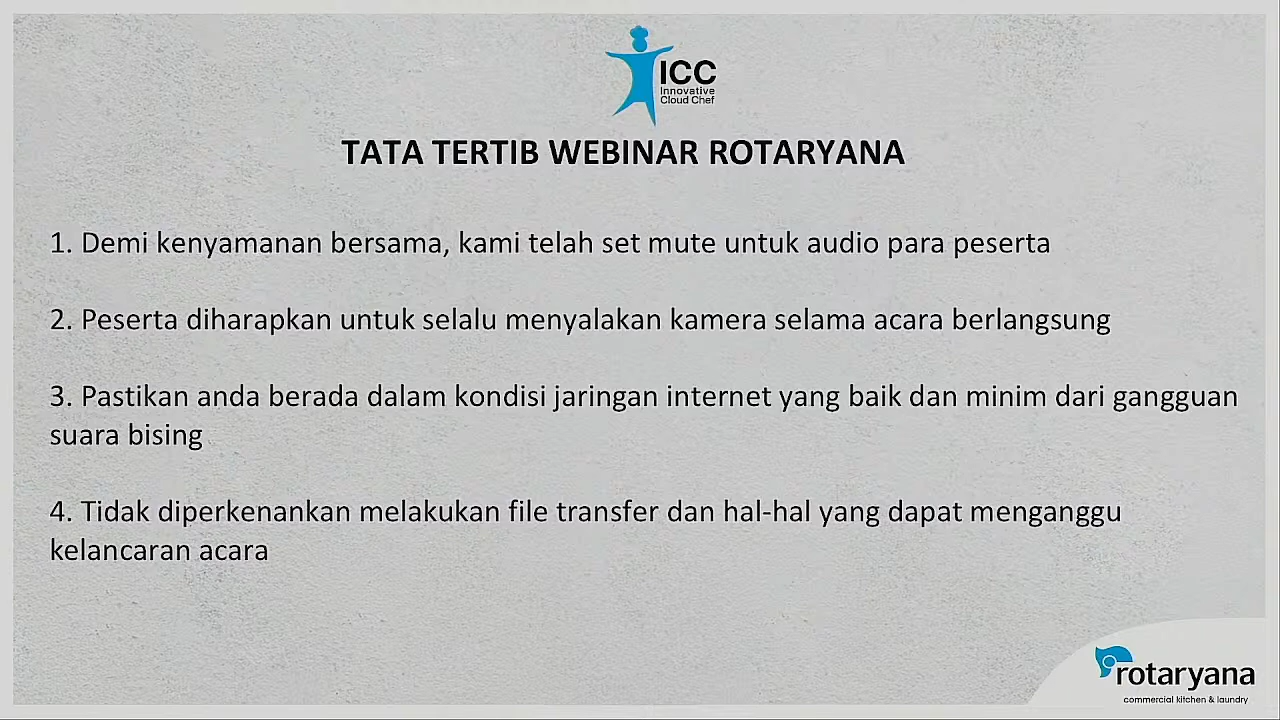 ICC
Innovative
Cloud Chef
TATA TERTIB WEBINAR ROTARYANA
1. Demi kenyamanan bersama, kami telah set mute untuk audio para peserta
2. Peserta diharapkan untuk selalu menyalakan kamera selama acara berlangsung
3. Pastikan anda berada dalam kondisi jaringan internet yang baik dan minim dari gangguan
suara bising
4. Tidak diperkenankan melakukan file transfer dan hal-hal yang dapat menganggu
kelancaran acara
rotaryana
commercial kitchen & laundry